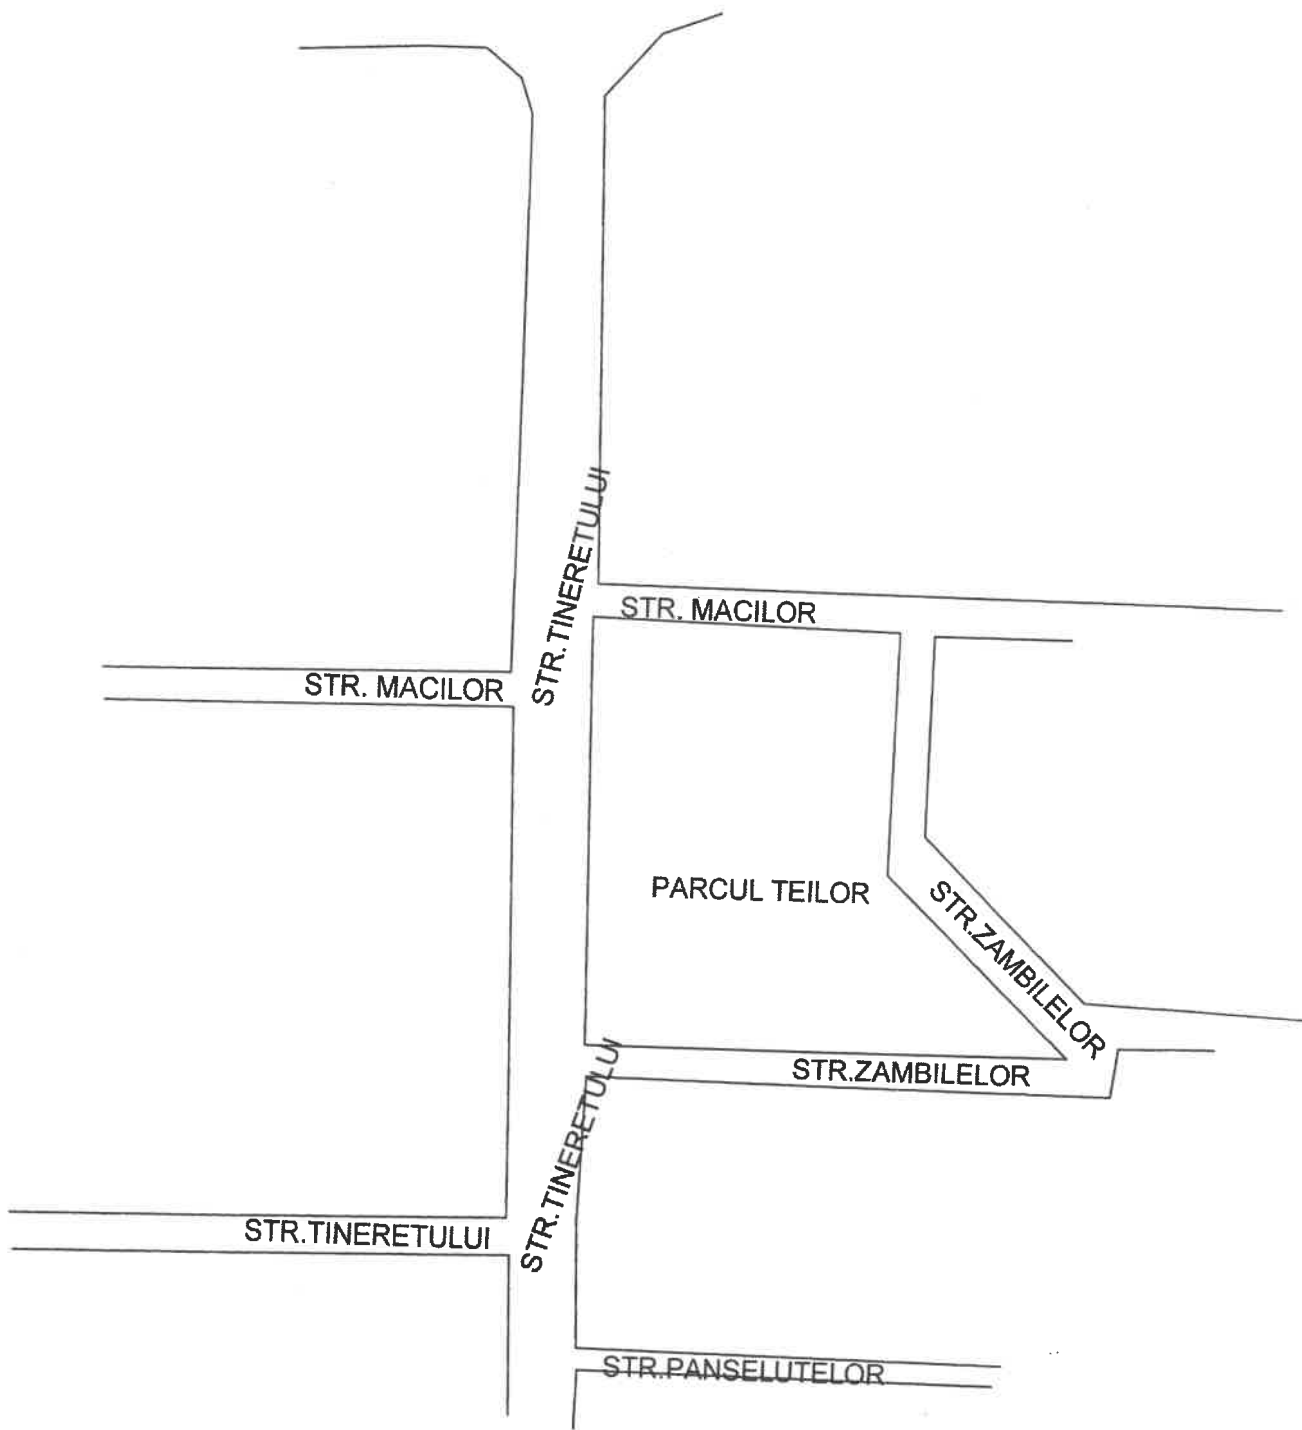 STR.TINERETULUI
STR. MACILOR
STR. MACILOR
PARCUL TEILOR
STR.ZAMBILELOR
STR.TINERETULUI
STR.ZAMBILELOR
STR.TINERETULUI
STR.PANSELUTELOR